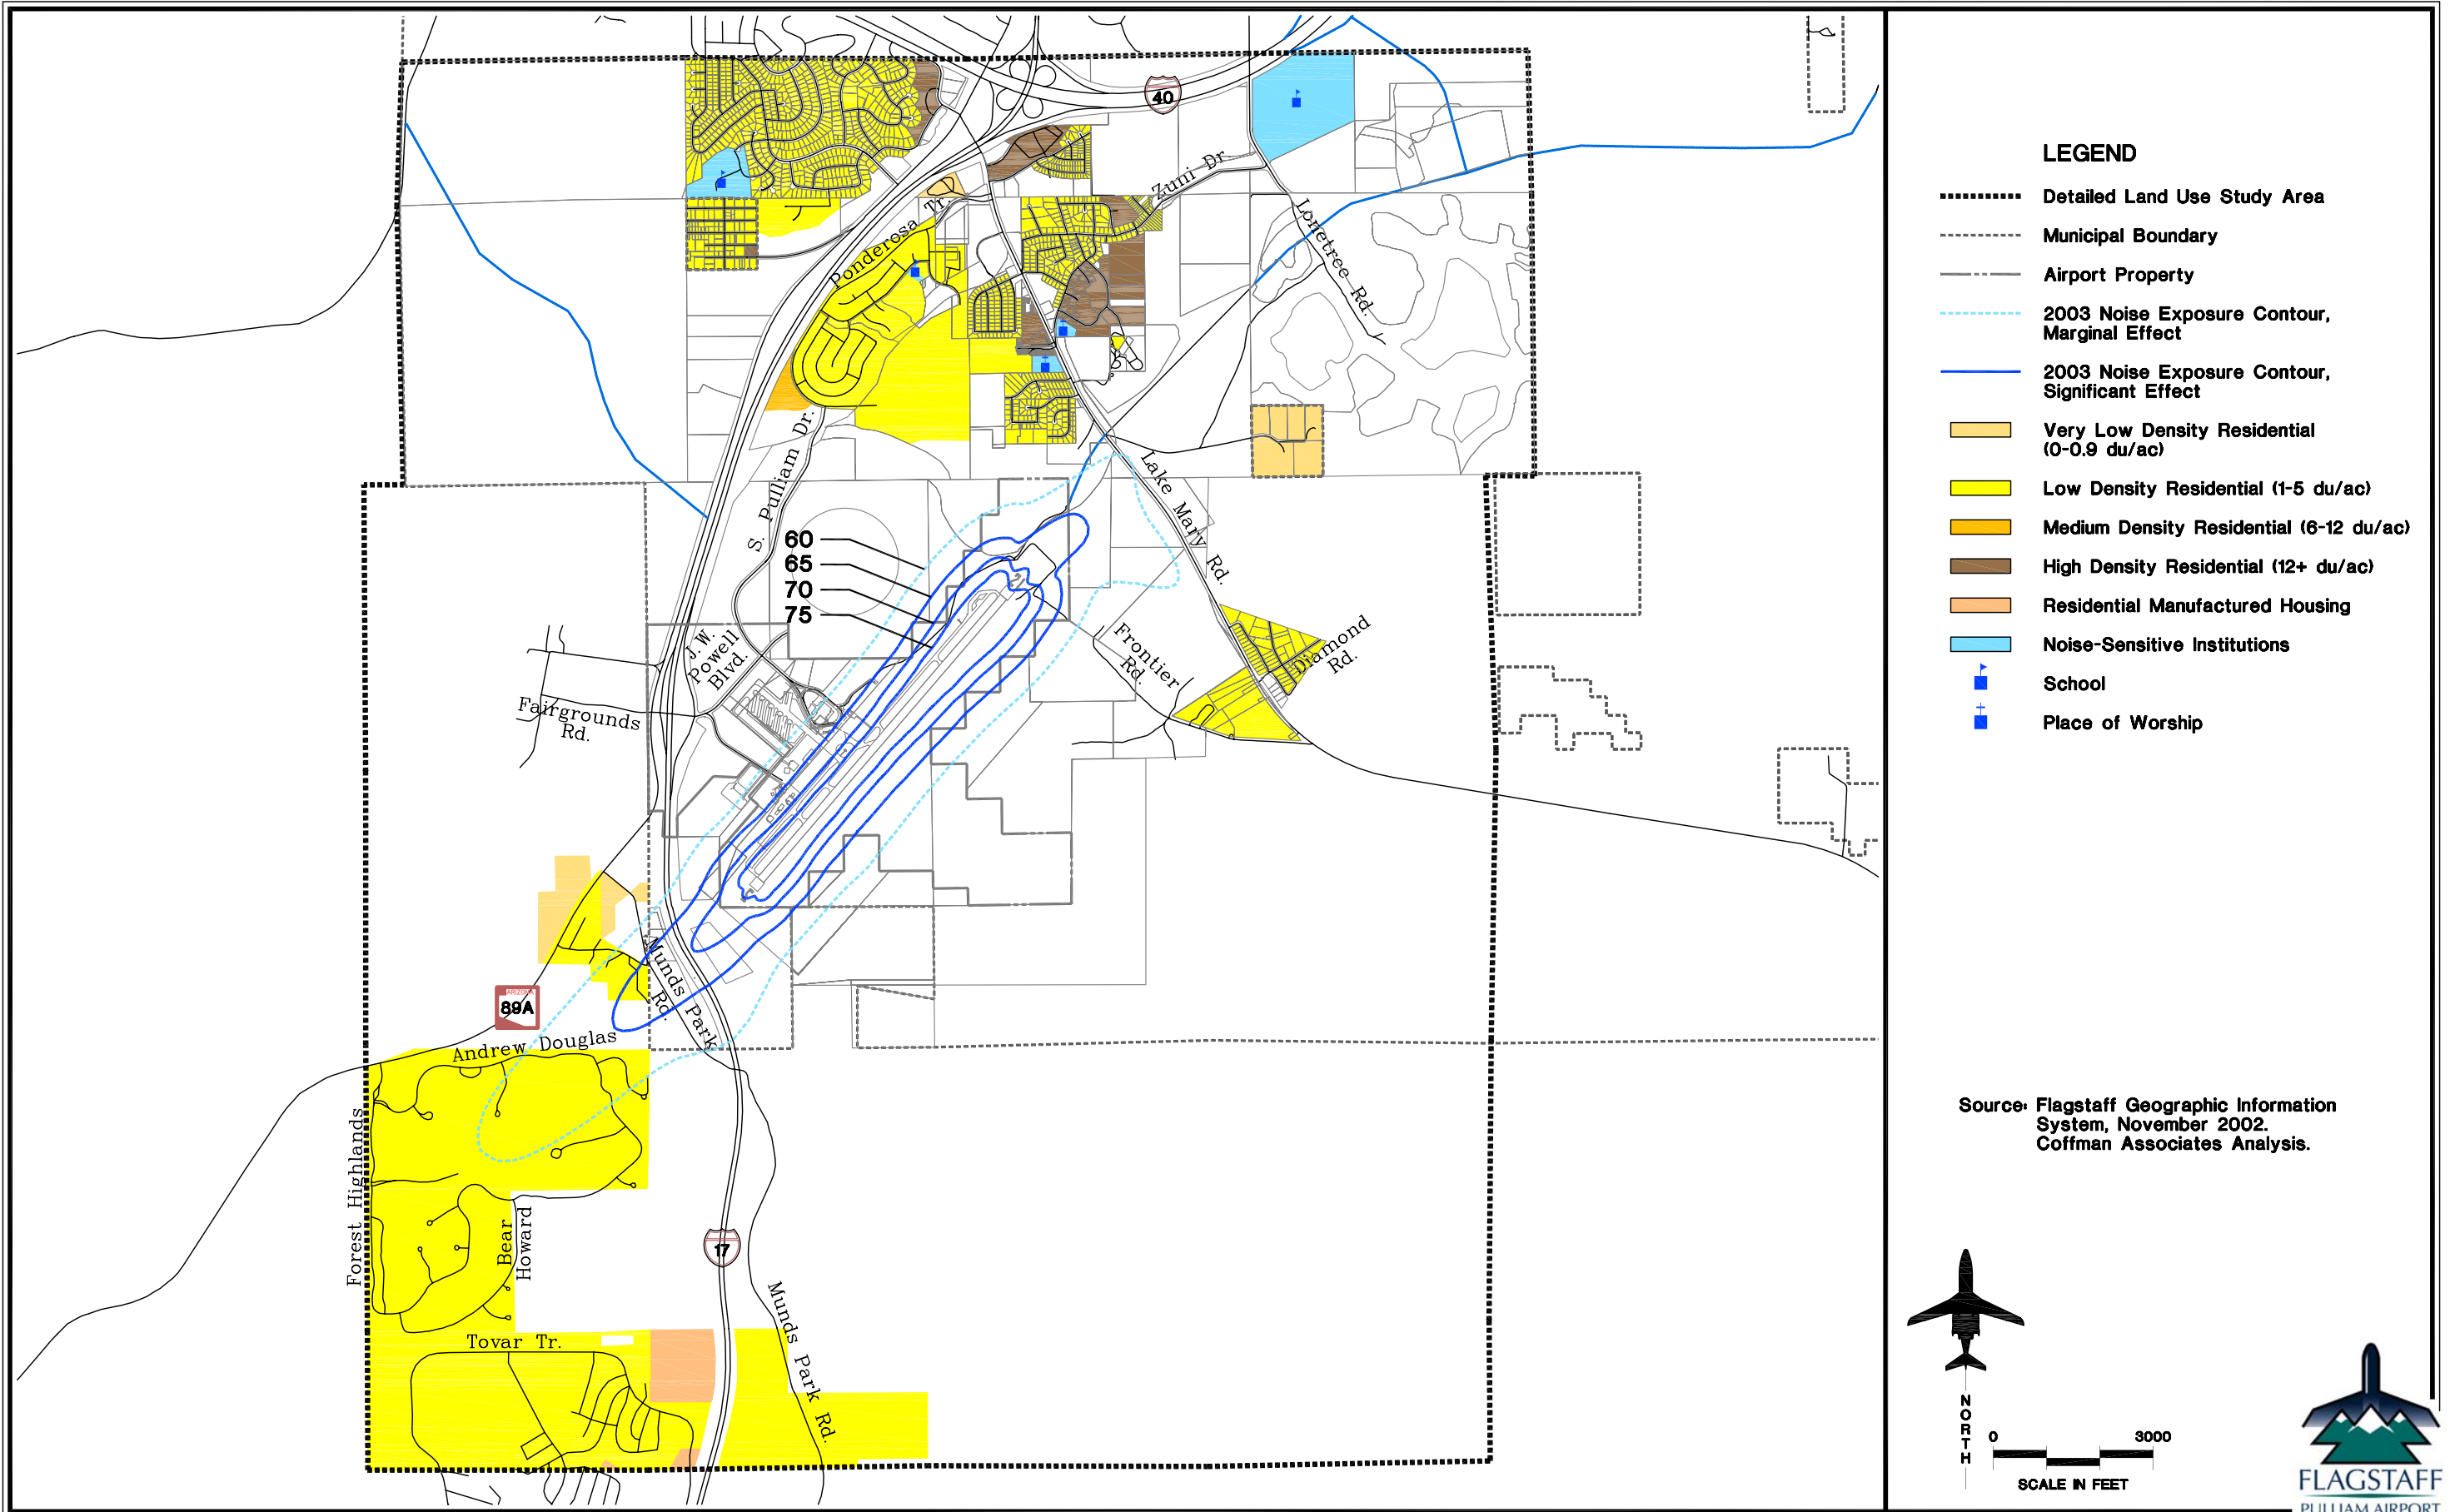 40
Zuni Dr.
Lonetree Rd.
Ponderosa Tr.
S. Pulliam Dr.
Lake Mary Rd.
60
65
70
75
J.W.
Powell
Blvd.
Frontier
Rd.
Diamond
Rd.
Fairgrounds
Rd.
Munds Park
Rd.
ARIZONA
89A
Andrew Douglas
Forest Highlands
Bear
Howard
17
Munds Park Rd.
Tovar Tr.
LEGEND
Detailed Land Use Study Area
Municipal Boundary
Airport Property
2003 Noise Exposure Contour,
Marginal Effect
2003 Noise Exposure Contour,
Significant Effect
Very Low Density Residential
(0-0.9 du/ac)
Low Density Residential (1-5 du/ac)
Medium Density Residential (6-12 du/ac)
High Density Residential (12+ du/ac)
Residential Manufactured Housing
Noise-Sensitive Institutions
School
Place of Worship
Source: Flagstaff Geographic Information
System, November 2002.
Coffman Associates Analysis.
NORTH
0 3000
SCALE IN FEET
FLAGSTAFF
PULLIAM AIRPORT